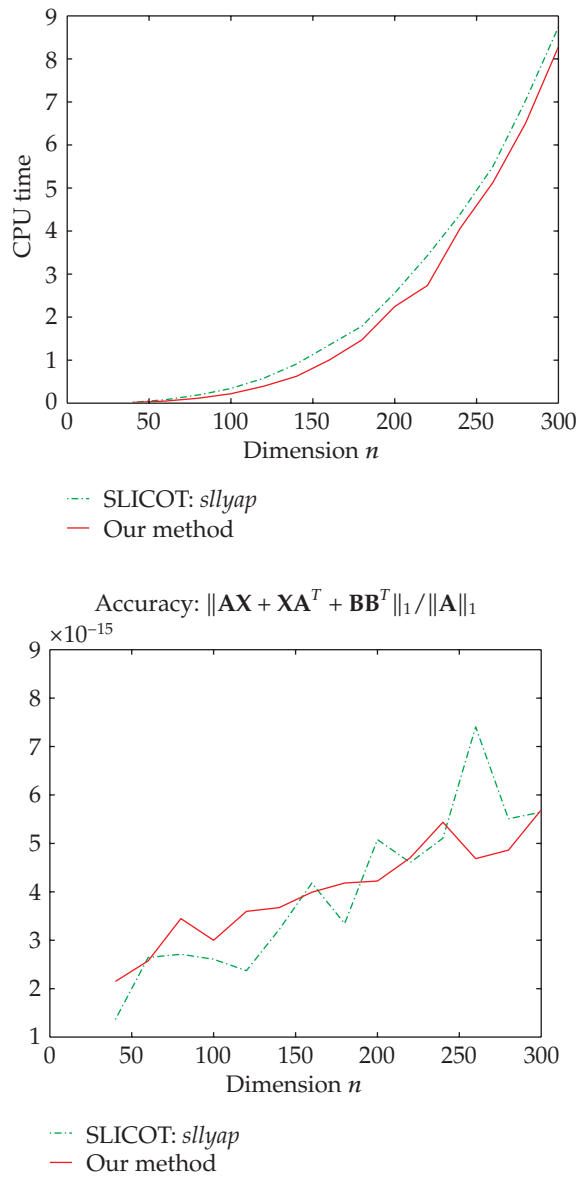 9
8
7
6
5
4
3
2
1
0
CPU time
0 50 100 150 200 250 300
Dimension n
SLICOT: sllyap
Our method
Accuracy: ‖AX + XA^T + BB^T‖₁/‖A‖₁
×10⁻¹⁵
9
8
7
6
5
4
3
2
1
0 50 100 150 200 250 300
Dimension n
SLICOT: sllyap
Our method